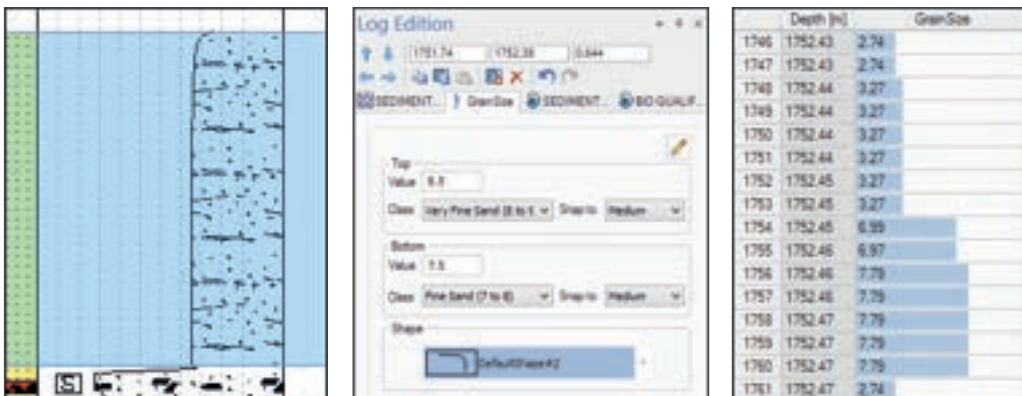 S
Log Edition
1751.74 1752.38 0.644
SEDIMENT... GrainSize SEDIMENT... BIO QUALIF...
Top
Value 6.5
Class Very Fine Sand (6 to Snap to Medium
Bottom
Value 7.5
Class Fine Sand (7 to 8) Snap to Medium
Shape
DefaultShape#2
Depth [m] GrainSize
1746 1752.43 2.74
1747 1752.43 2.74
1748 1752.44 3.27
1749 1752.44 3.27
1750 1752.44 3.27
1751 1752.44 3.27
1752 1752.45 3.27
1753 1752.45 3.27
1754 1752.45 6.99
1755 1752.46 6.97
1756 1752.46 7.79
1757 1752.46 7.79
1758 1752.47 7.79
1759 1752.47 7.79
1760 1752.47 7.79
1761 1752.47 2.74